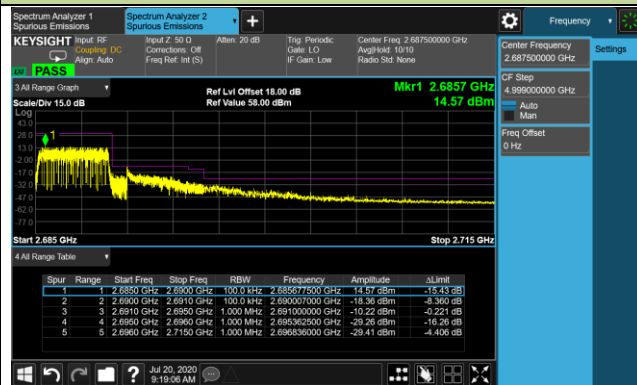 Spectrum Analyzer 1
Spurious Emissions
Spectrum Analyzer 2
Spurious Emissions
Frequency
KEYSIGHT
Input: RF
Coupling: DC
Align: Auto
Input Z: 50 Ω
Corrections: Off
Freq Ref: Int (S)
Atten: 20 dB
Trig: Periodic
Gate: LO
IF Gain: Low
Center Freq: 2.687500000 GHz
Avg|Hold: 10/10
Radio Std: None
PASS
Center Frequency
2.687500000 GHz
Settings
CF Step
4.999000000 GHz
Auto
Man
Freq Offset
0 Hz
3 All Range Graph
Scale/Div 15.0 dB
Ref Lvl Offset 18.00 dB
Ref Value 58.00 dBm
Mkr1 2.6857 GHz
14.57 dBm
Log
43.0
28.0
13.0
-2.00
-17.0
-32.0
-47.0
-62.0
-77.0
1
Start 2.685 GHz
Stop 2.715 GHz
4 All Range Table
Spur Range Start Freq Stop Freq RBW Frequency Amplitude ΔLimit
1 1 2.6850 GHz 2.6900 GHz 100.0 kHz 2.685677500 GHz 14.57 dBm -15.43 dB
2 2 2.6900 GHz 2.6910 GHz 100.0 kHz 2.690007000 GHz -18.36 dBm -8.360 dB
3 3 2.6910 GHz 2.6950 GHz 1.000 MHz 2.691000000 GHz -10.22 dBm -0.221 dB
4 4 2.6950 GHz 2.6960 GHz 1.000 MHz 2.695362500 GHz -29.26 dBm -16.26 dB
5 5 2.6960 GHz 2.7150 GHz 1.000 MHz 2.696836000 GHz -29.41 dBm -4.406 dB
Jul 20, 2020
9:19:06 AM